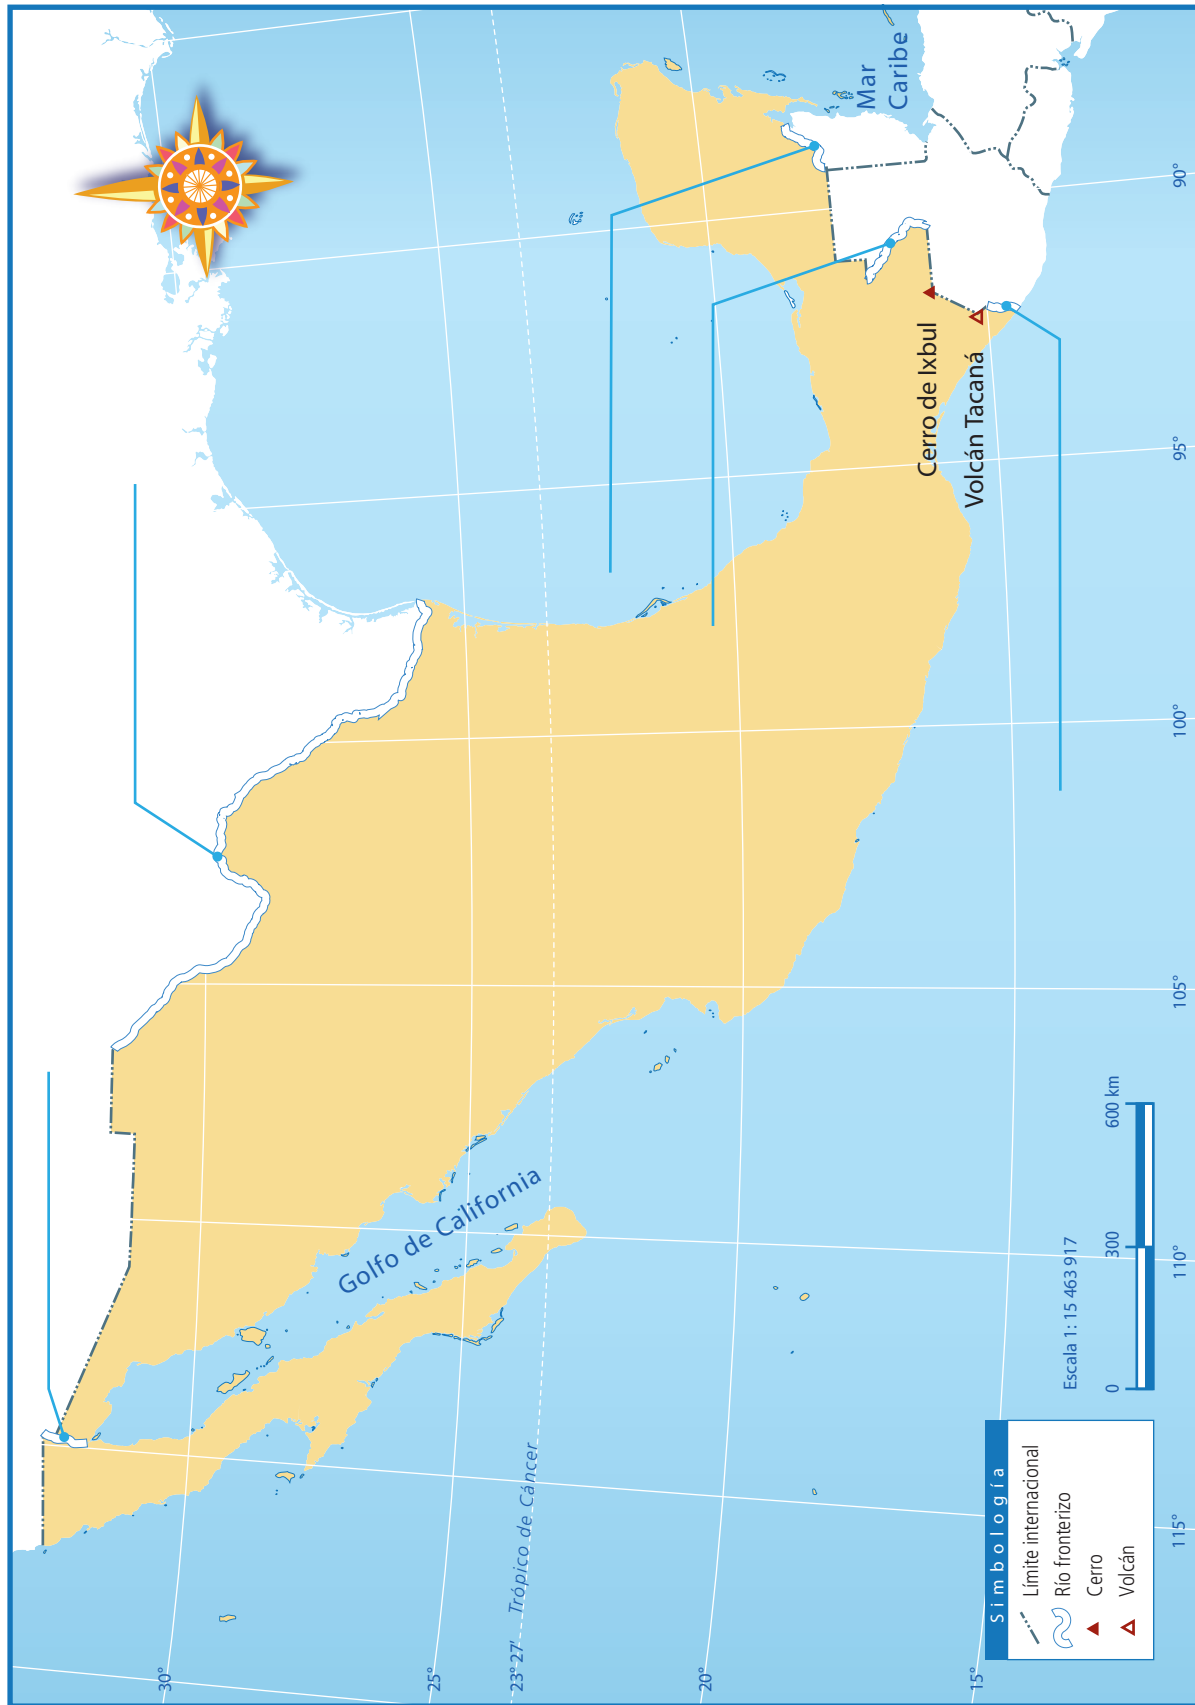 Mar
Caribe
Golfo de California
Cerro de Ixbul
Volcán Tacaná
Trópico de Cáncer
30°
25°
23° 27'
20°
15°
115°
110°
105°
100°
95°
90°
Escala 1: 15 463 917
0 300 600 km
Simbología
Límite internacional
Río fronterizo
Cerro
Volcán